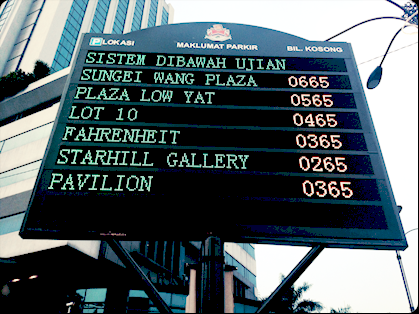 P LOKASI MAKLUMAT PARKIR BIL. KOSONG
SISTEM DIBAWAH UJIAN
SUNGEI WANG PLAZA 0665
PLAZA LOW YAT 0565
LOT 10 0465
FAHRENHEIT 0365
STARHILL GALLERY 0265
PAVILION 0365